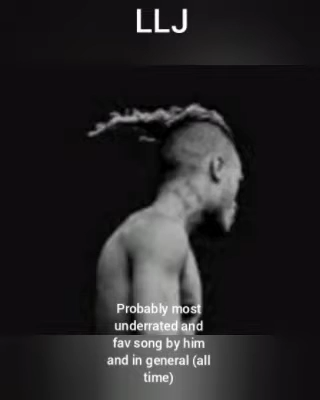 LLJ
Probably most
underrated and
fav song by him
and in general (all
time)